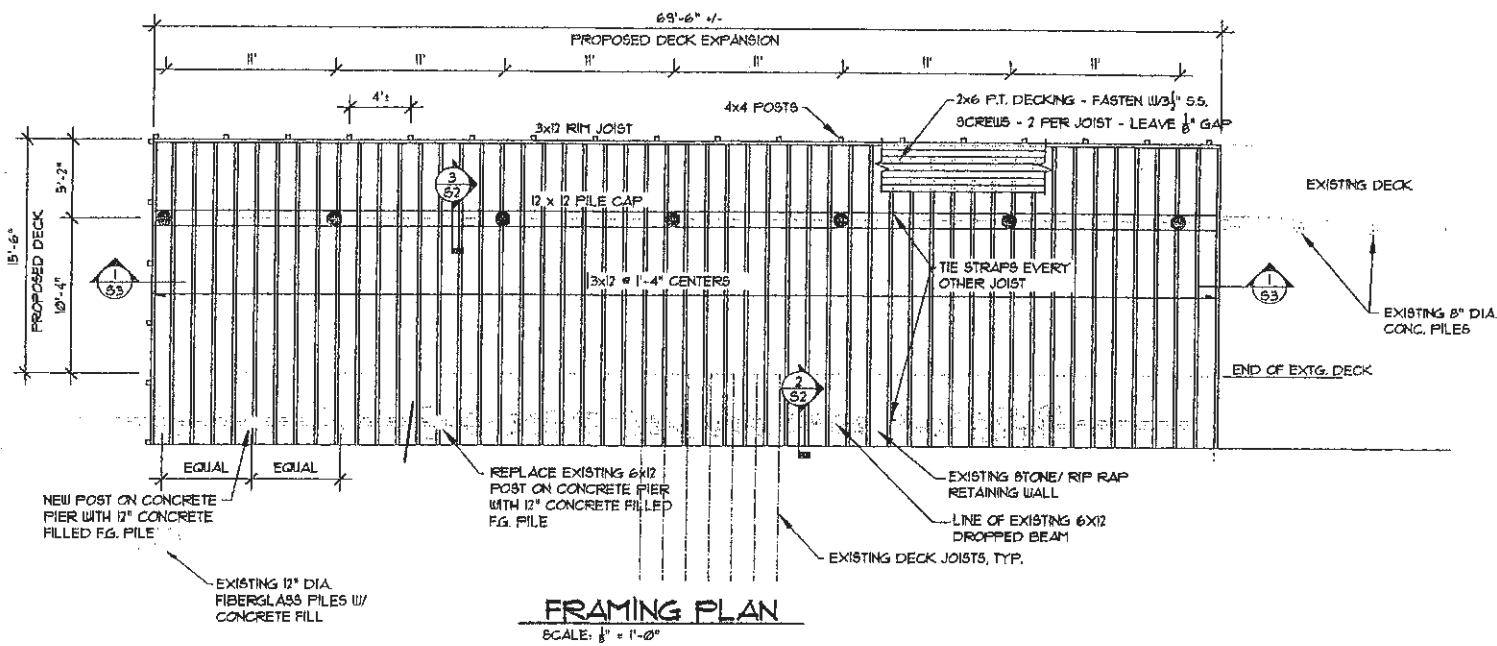 69'-6" +/-
PROPOSED DECK EXPANSION
11' 11' 11' 11' 11' 11'
4'±
4x4 POSTS
2x6 P.T. DECKING - FASTEN W/3½" S.S.
SCREWS - 2 PER JOIST - LEAVE ⅛" GAP
3x12 RIM JOIST
15'-6"
PROPOSED DECK
5'-2"
10'-4"
3
S2
12 x 12 PILE CAP
EXISTING DECK
1
S3
3x12 @ 1'-4" CENTERS
TIE STRAPS EVERY
OTHER JOIST
1
S3
EXISTING 8" DIA.
CONC. PILES
END OF EXTG. DECK
2
S2
EQUAL EQUAL
NEW POST ON CONCRETE
PIER WITH 12" CONCRETE
FILLED F.G. PILE
REPLACE EXISTING 6x12
POST ON CONCRETE PIER
WITH 12" CONCRETE FILLED
F.G. PILE
EXISTING STONE/ RIP RAP
RETAINING WALL
LINE OF EXISTING 6X12
DROPPED BEAM
EXISTING DECK JOISTS, TYP.
EXISTING 12" DIA.
FIBERGLASS PILES W/
CONCRETE FILL
FRAMING PLAN
SCALE: ⅛" = 1'-0"